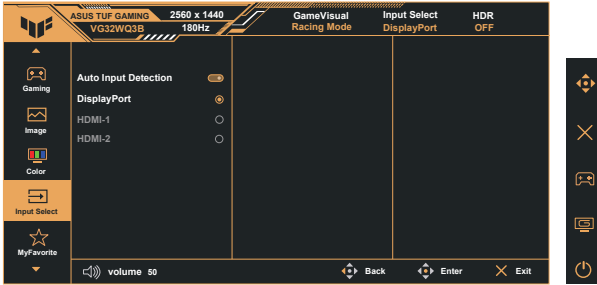 ASUS TUF GAMING 2560 x 1440
VG32WQ3B 180Hz
GameVisual
Racing Mode
Input Select
DisplayPort
HDR
OFF
Gaming
Image
Color
Input Select
MyFavorite
Auto Input Detection
DisplayPort
HDMI-1
HDMI-2
volume 50
Back
Enter
Exit